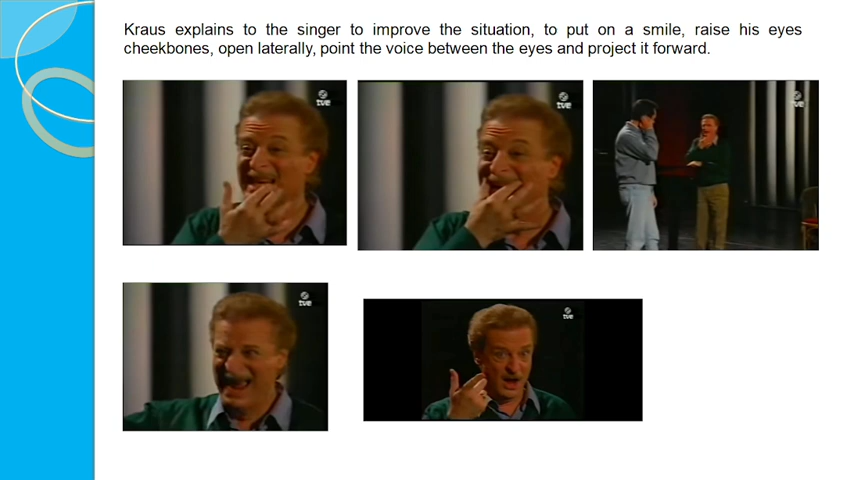 Kraus explains to the singer to improve the situation, to put on a smile, raise his eyes
cheekbones, open laterally, point the voice between the eyes and project it forward.
tve
tve
tve
tve
tve